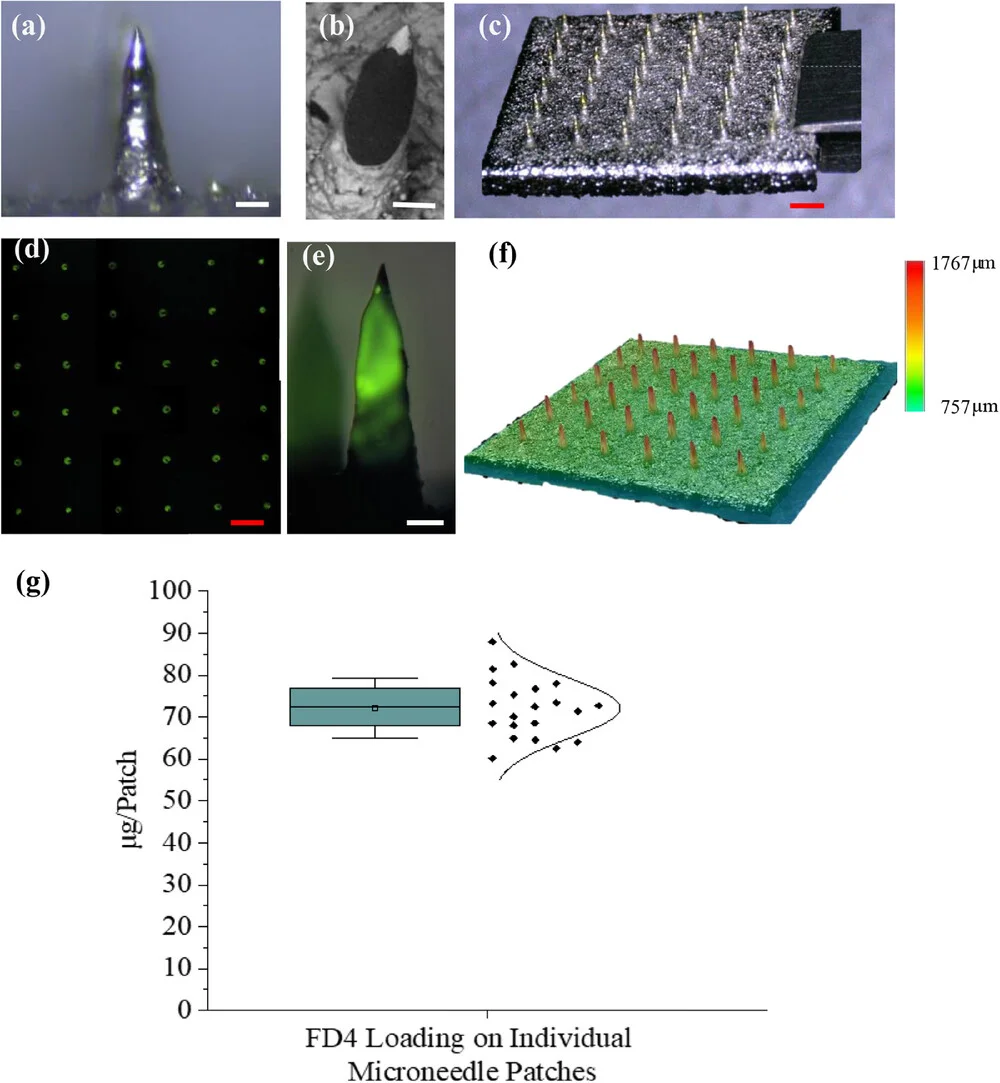 (a)
(b)
(c)
(d)
(e)
(f)
1767μm
757μm
(g)
μg/Patch
100
90
80
70
60
50
40
30
20
10
0
FD4 Loading on Individual
Microneedle Patches